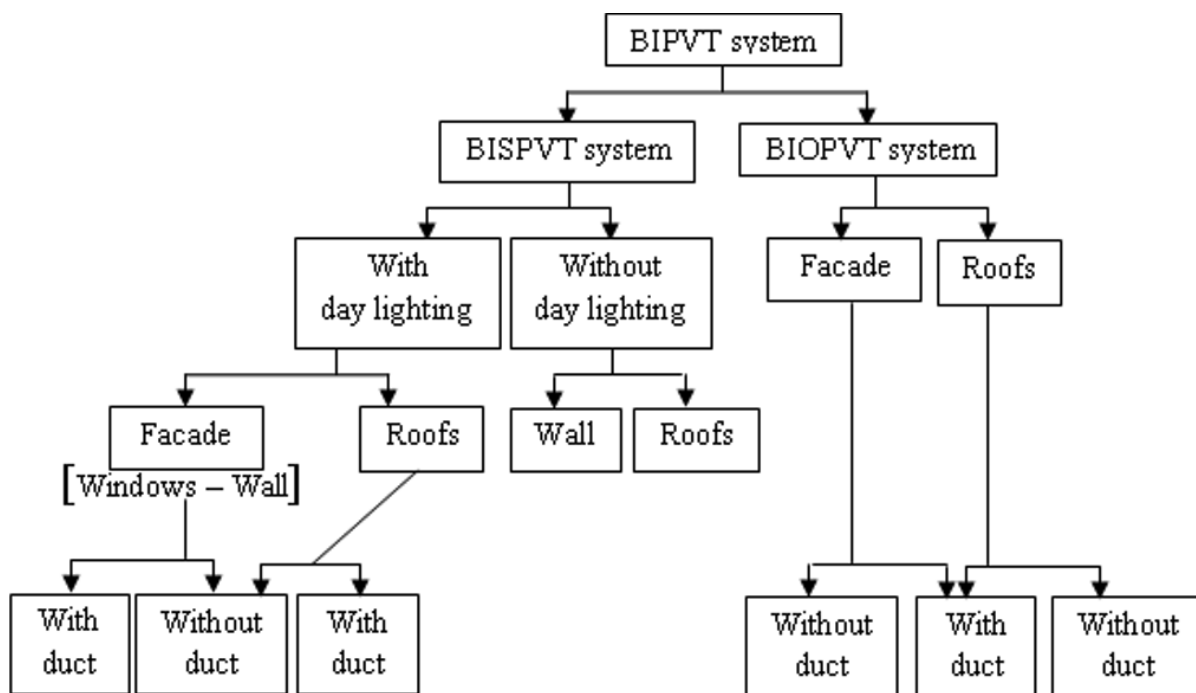 BIPVT system
BISPVT system
BIOPVT system
With
day lighting
Without
day lighting
Facade
Roofs
Facade
[Windows – Wall]
Roofs
Wall
Roofs
With
duct
Without
duct
With
duct
Without
duct
With
duct
Without
duct